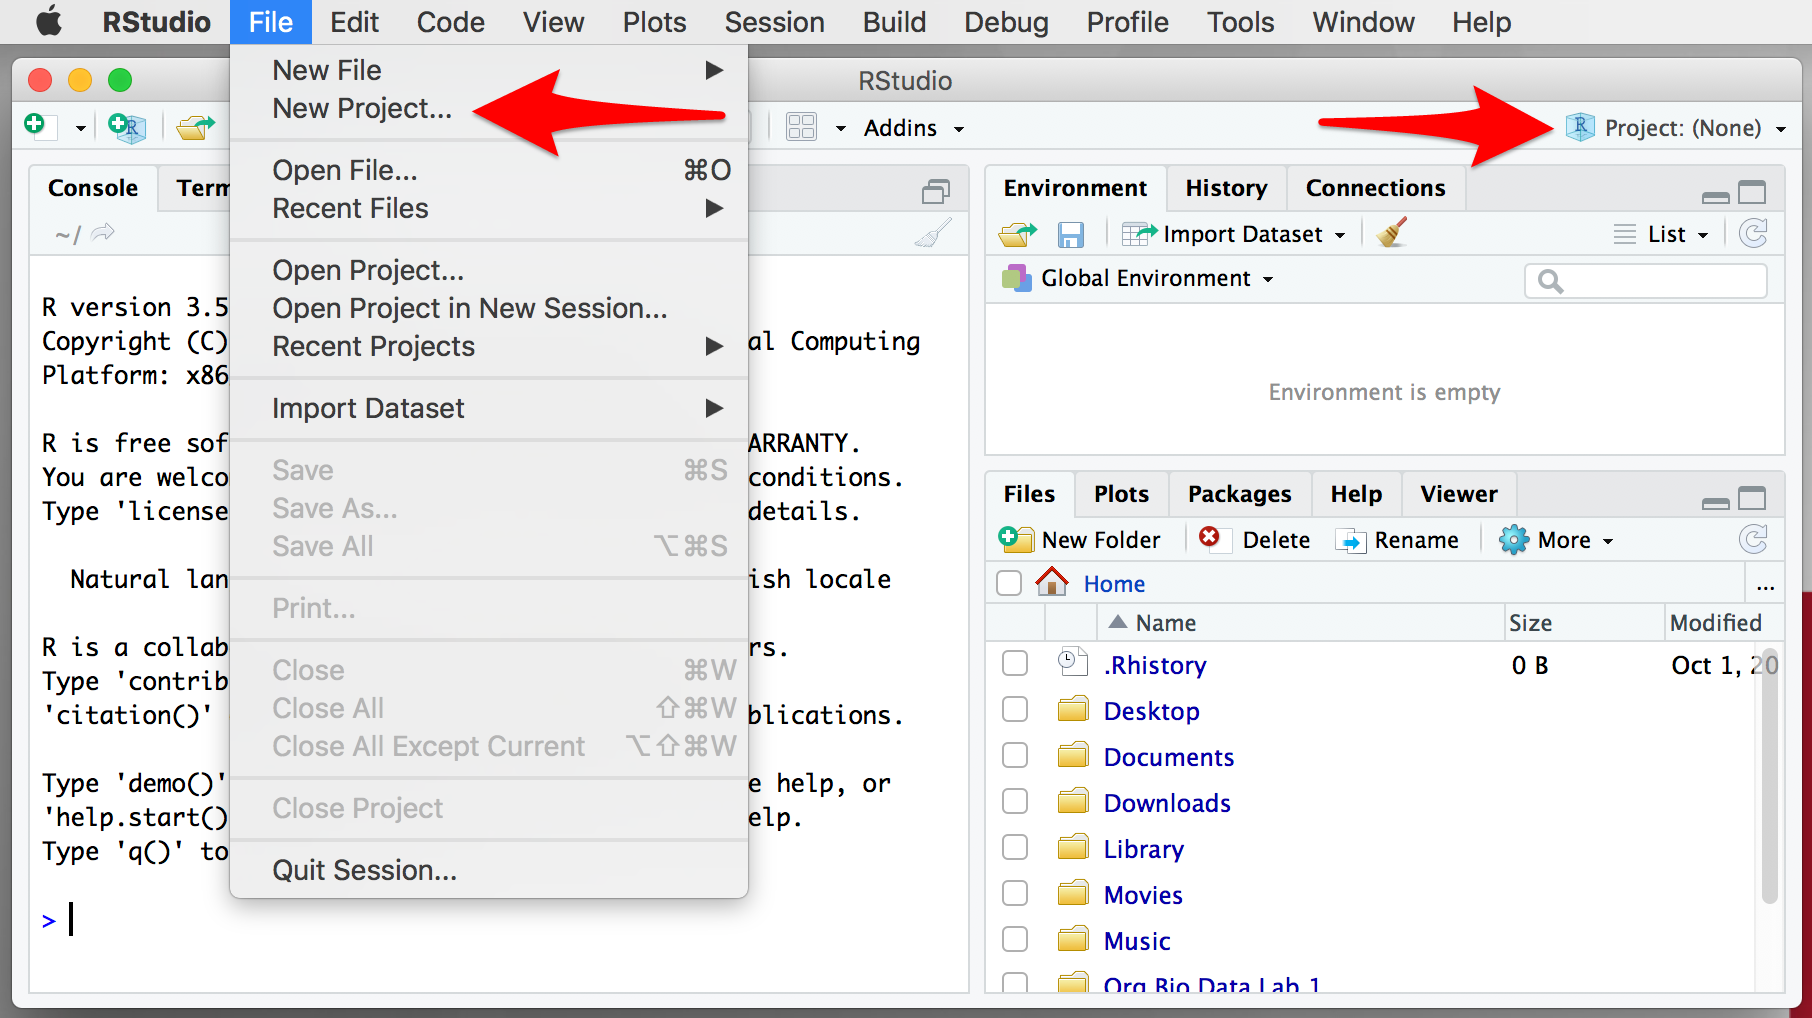 RStudio File Edit Code View Plots Session Build Debug Profile Tools Window Help
RStudio
Addins
Project: (None)
New File
New Project...
Open File... ⌘O
Recent Files
Open Project...
Open Project in New Session...
Recent Projects
Import Dataset
Save ⌘S
Save As...
Save All ⌥⌘S
Print...
Close ⌘W
Close All ⇧⌘W
Close All Except Current ⌥⇧⌘W
Close Project
Quit Session...
Console
~/
R version 3.5
Copyright (C) al Computing
Platform: x86
R is free sof ARRANTY.
You are welco conditions.
Type 'license details.
Natural lan ish locale
R is a collab rs.
Type 'contrib
'citation()' blications.
Type 'demo()' e help, or
'help.start() elp.
Type 'q()' to
>
Environment History Connections
Import Dataset List
Global Environment
Environment is empty
Files Plots Packages Help Viewer
New Folder Delete Rename More
Home ...
Name Size Modified
.Rhistory 0 B Oct 1, 20
Desktop
Documents
Downloads
Library
Movies
Music
Org Bio Data Lab 1